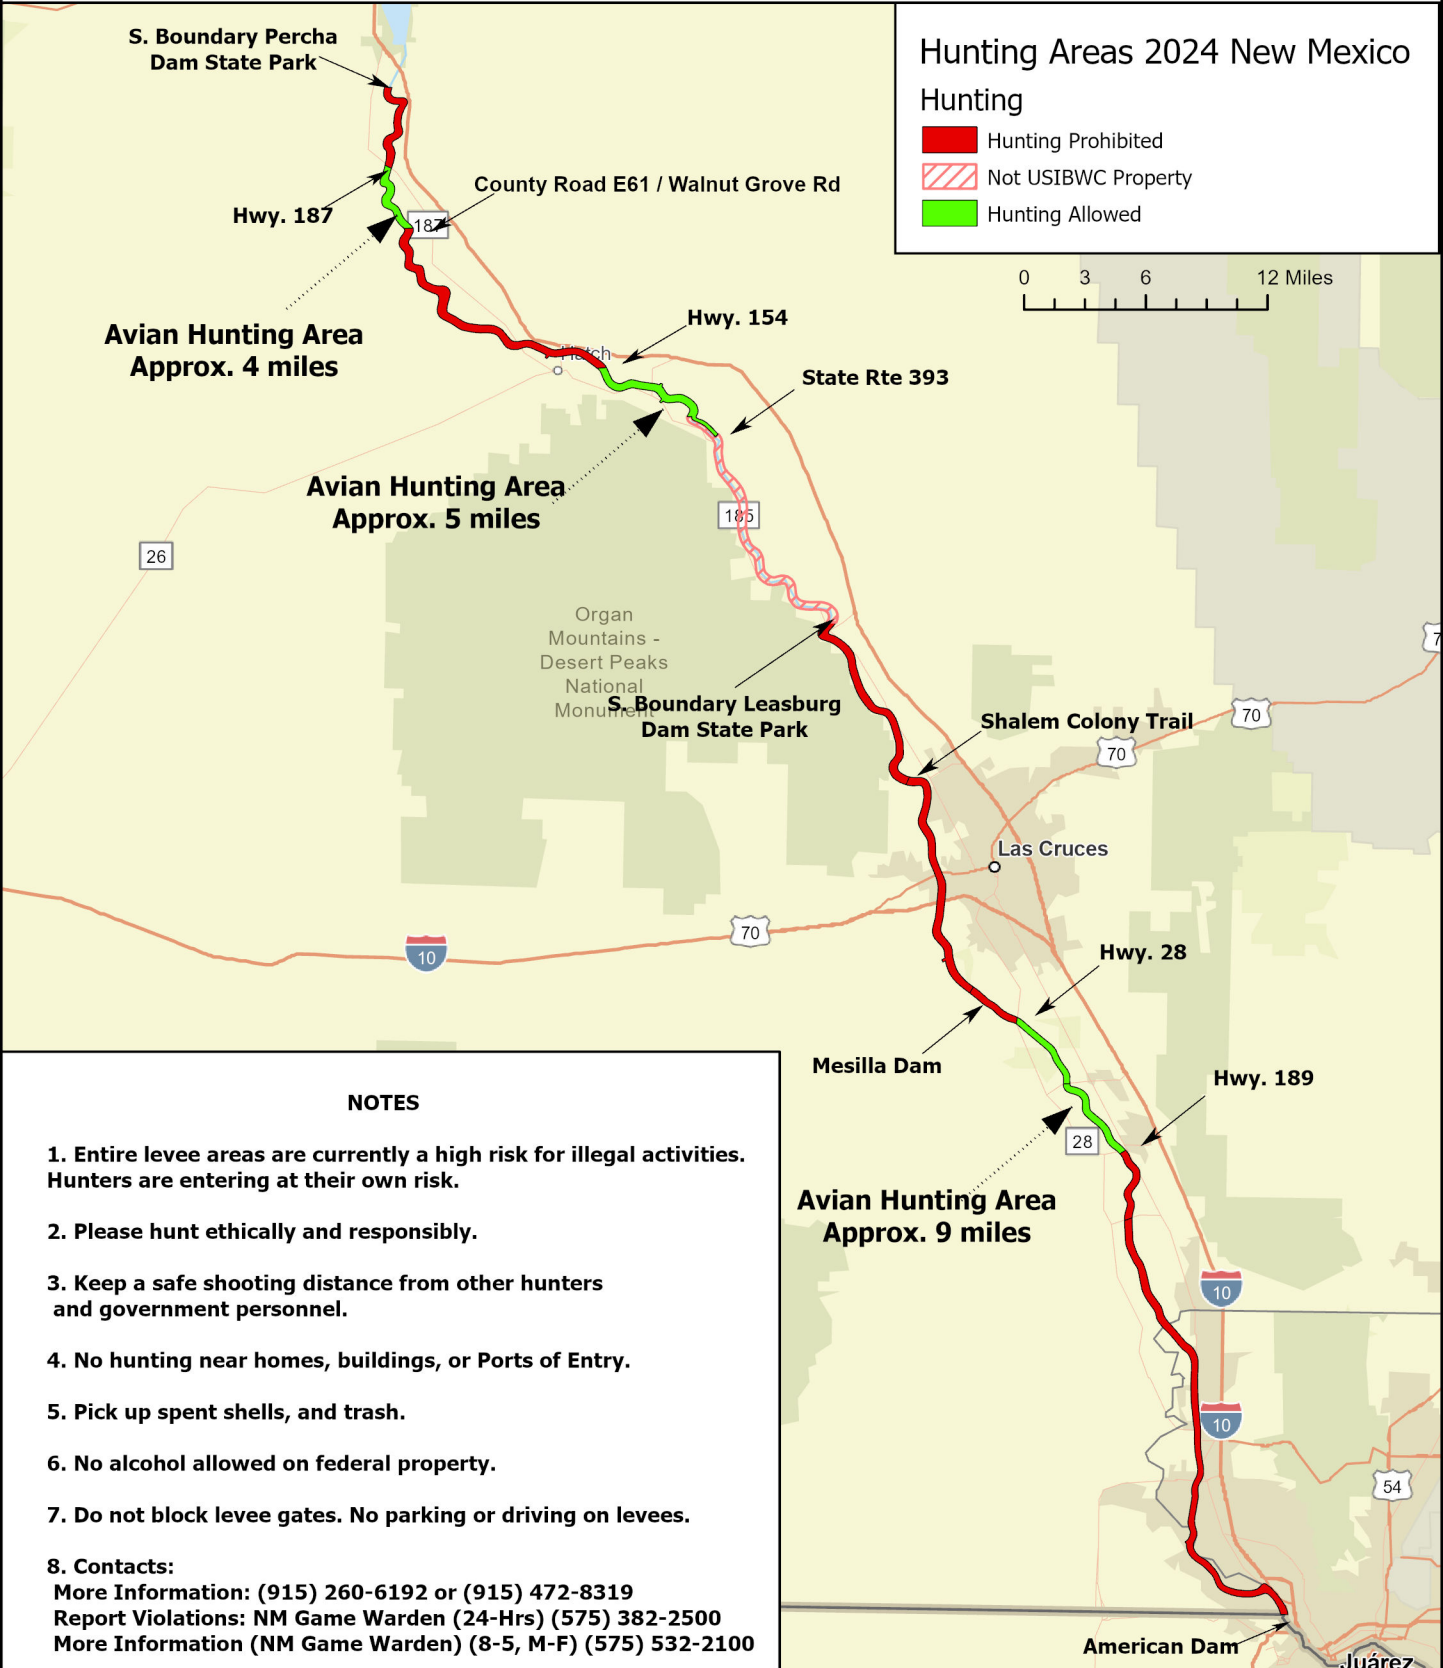 S. Boundary Percha
Dam State Park
Hunting Areas 2024 New Mexico
Hunting
Hunting Prohibited
Not USIBWC Property
Hunting Allowed
0 3 6 12 Miles
County Road E61 / Walnut Grove Rd
Hwy. 187
187
Avian Hunting Area
Approx. 4 miles
Hwy. 154
Hatch
State Rte 393
Avian Hunting Area
Approx. 5 miles
185
26
Organ
Mountains -
Desert Peaks
National
Monument
S. Boundary Leasburg
Dam State Park
7
70
Shalem Colony Trail
70
Las Cruces
70
10
Hwy. 28
Mesilla Dam
Hwy. 189
28
Avian Hunting Area
Approx. 9 miles
10
10
54
American Dam
Juárez
NOTES
1. Entire levee areas are currently a high risk for illegal activities.
Hunters are entering at their own risk.
2. Please hunt ethically and responsibly.
3. Keep a safe shooting distance from other hunters
and government personnel.
4. No hunting near homes, buildings, or Ports of Entry.
5. Pick up spent shells, and trash.
6. No alcohol allowed on federal property.
7. Do not block levee gates. No parking or driving on levees.
8. Contacts:
More Information: (915) 260-6192 or (915) 472-8319
Report Violations: NM Game Warden (24-Hrs) (575) 382-2500
More Information (NM Game Warden) (8-5, M-F) (575) 532-2100